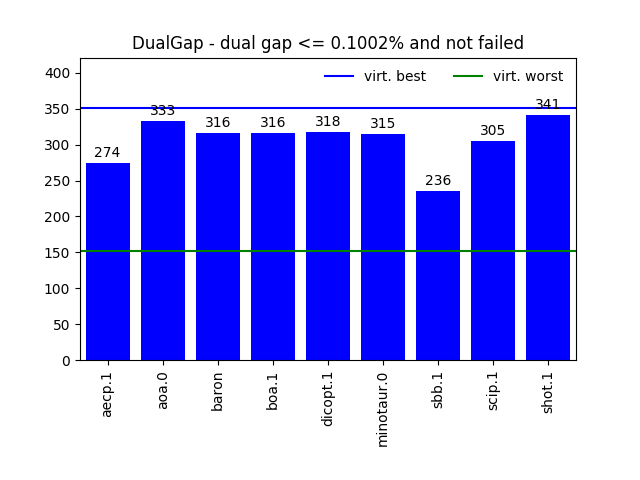 DualGap - dual gap <= 0.1002% and not failed
400
350
300
250
200
150
100
50
0
virt. best
virt. worst
274
333
316
316
318
315
236
305
341
aecp.1
aoa.0
baron
boa.1
dicopt.1
minotaur.0
sbb.1
scip.1
shot.1